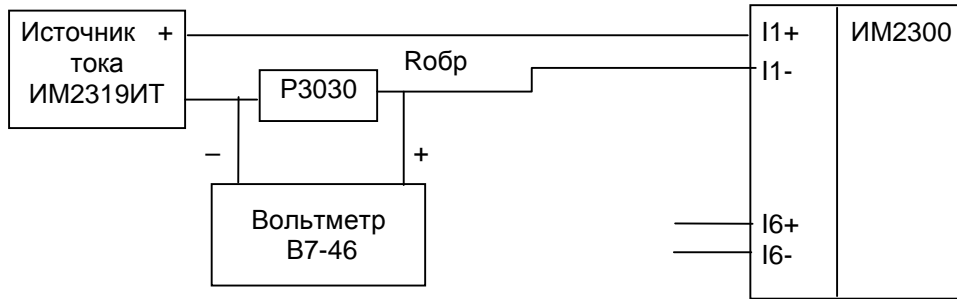 Источник +
тока
ИМ2319ИТ
Rобр
Р3030
–
+
Вольтметр
В7-46
I1+
I1-
I6+
I6-
ИМ2300